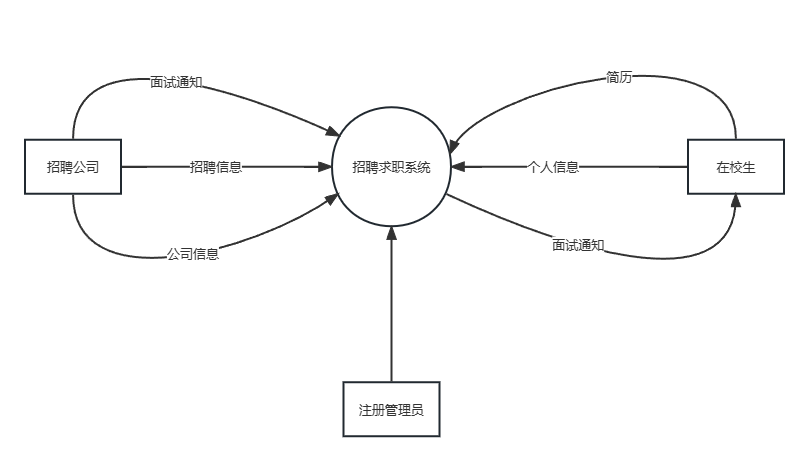 简历
面试通知
招聘公司
招聘信息
招聘求职系统
个人信息
在校生
公司信息
面试通知
注册管理员